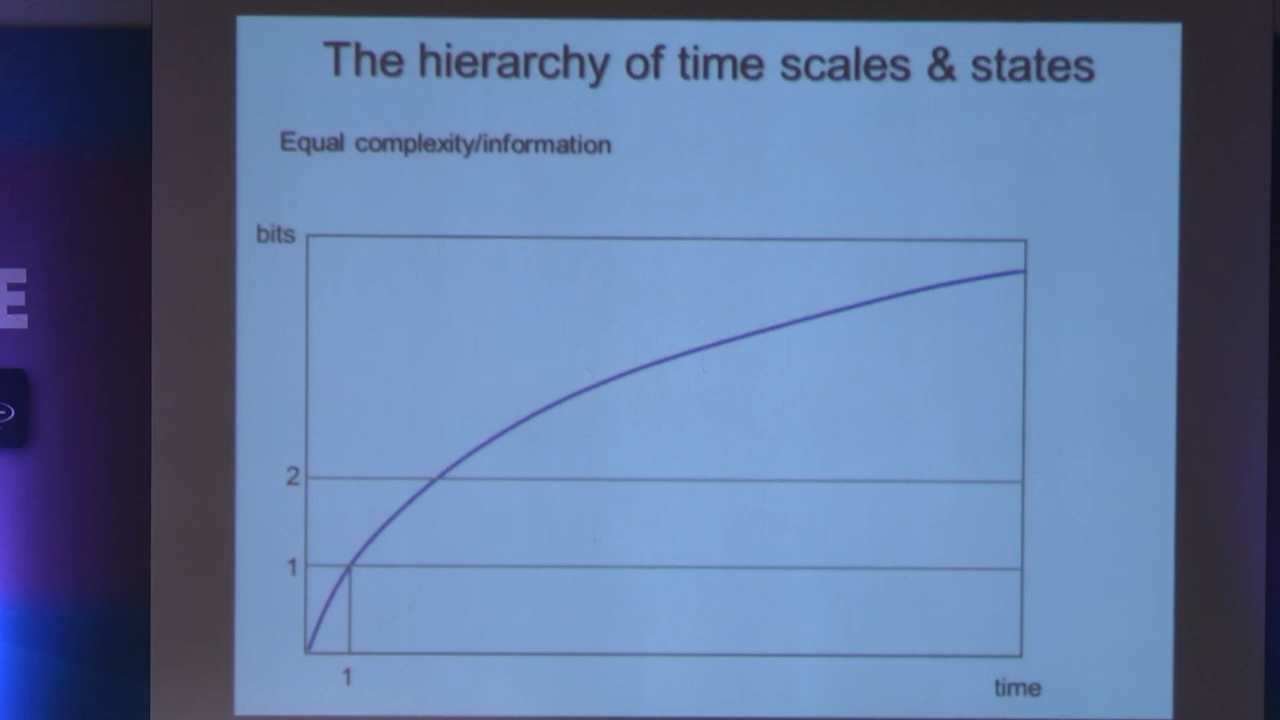 The hierarchy of time scales & states
Equal complexity/information
bits
2
1
1
time
E